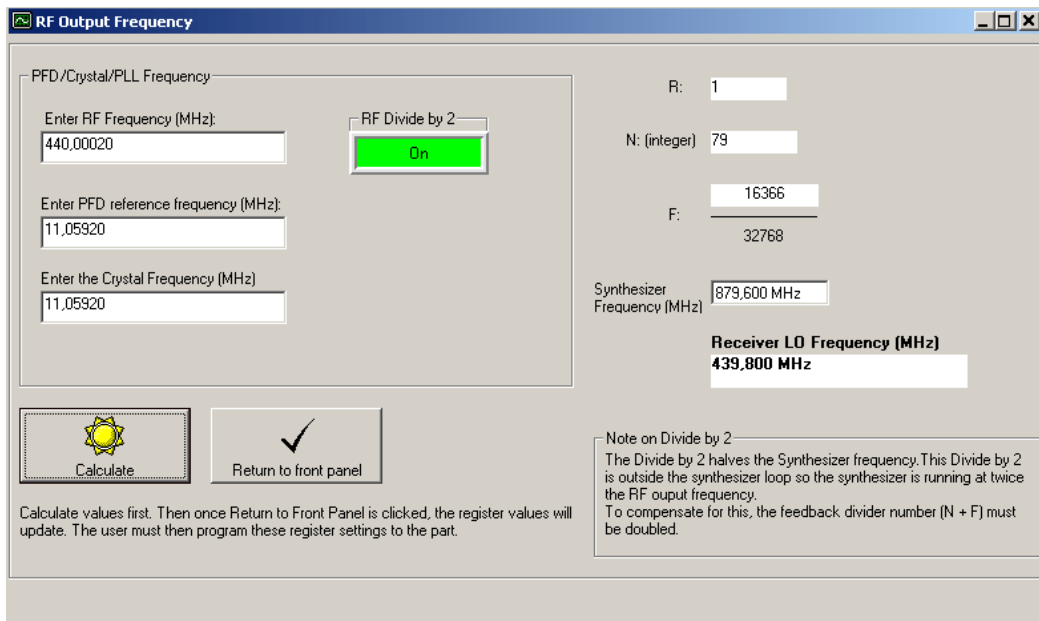 RF Output Frequency
PFD/Crystal/PLL Frequency
Enter RF Frequency (MHz):
440,00020
RF Divide by 2
On
Enter PFD reference frequency (MHz):
11,05920
Enter the Crystal Frequency (MHz)
11,05920
R:
1
N: (integer)
79
F:
16366
32768
Synthesizer
Frequency (MHz)
879,600 MHz
Receiver LO Frequency (MHz)
439,800 MHz
Calculate
Return to front panel
Calculate values first. Then once Return to Front Panel is clicked, the register values will
update. The user must then program these register settings to the part.
Note on Divide by 2
The Divide by 2 halves the Synthesizer frequency.This Divide by 2
is outside the synthesizer loop so the synthesizer is running at twice
the RF ouput frequency.
To compensate for this, the feedback divider number (N + F) must
be doubled.